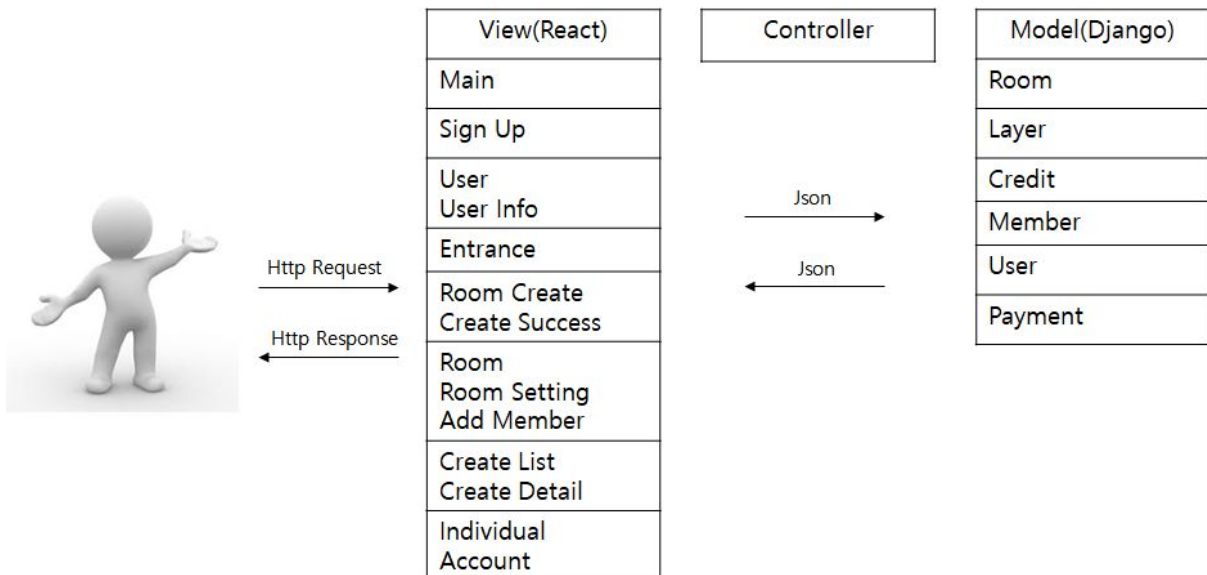 View(React)
Main
Sign Up
User
User Info
Entrance
Room Create
Create Success
Room
Room Setting
Add Member
Create List
Create Detail
Individual
Account
Controller
Model(Django)
Room
Layer
Credit
Member
User
Payment
Http Request
Http Response
Json
Json